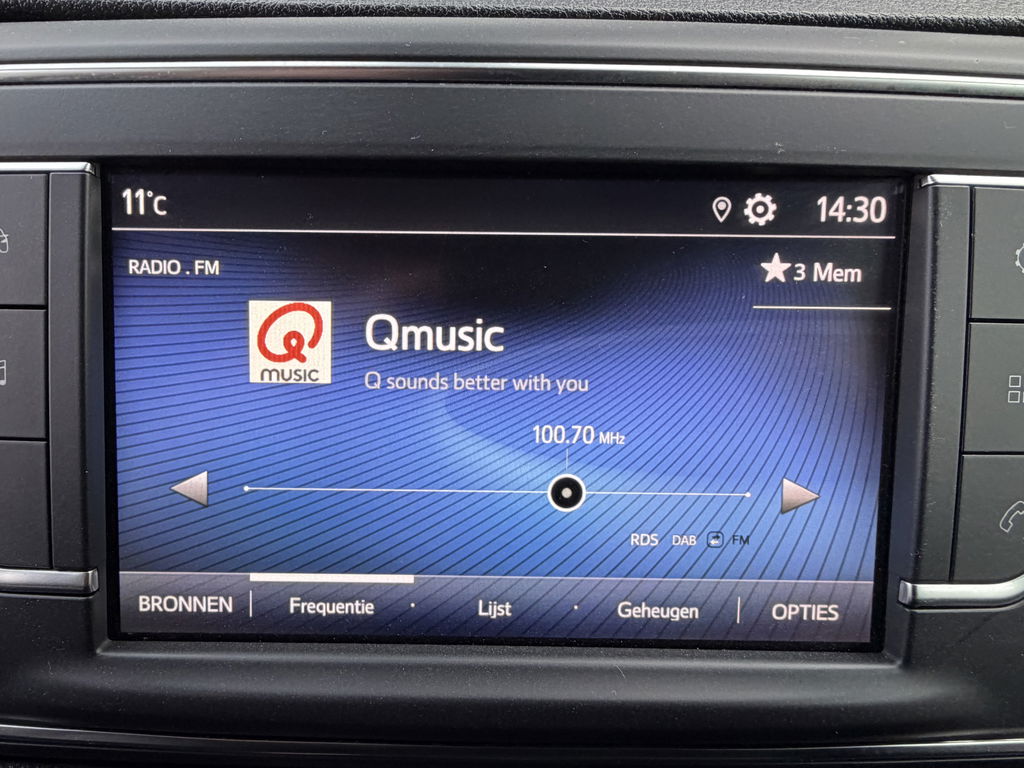 11°C 14:30
RADIO . FM
3 Mem
Q MUSIC
Qmusic
Q sounds better with you
100.70 MHz
RDS DAB FM
BRONNEN Frequentie · Lijst · Geheugen OPTIES